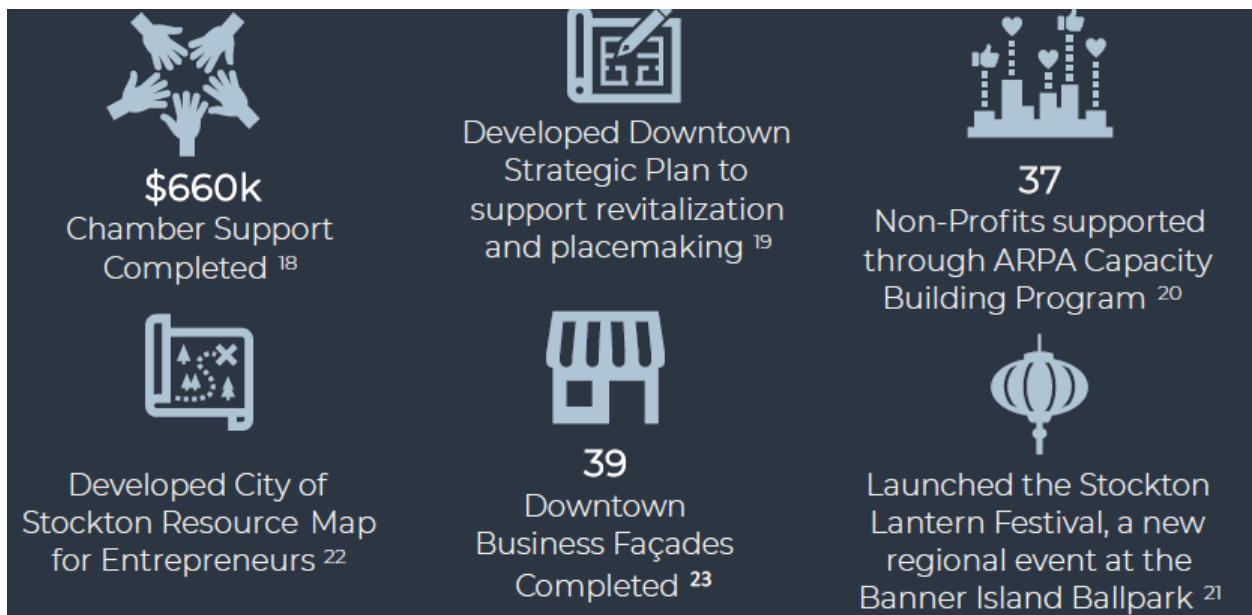 $660k
Chamber Support
Completed 18
Developed Downtown
Strategic Plan to
support revitalization
and placemaking 19
37
Non-Profits supported
through ARPA Capacity
Building Program 20
Developed City of
Stockton Resource Map
for Entrepreneurs 22
39
Downtown
Business Façades
Completed 23
Launched the Stockton
Lantern Festival, a new
regional event at the
Banner Island Ballpark 21